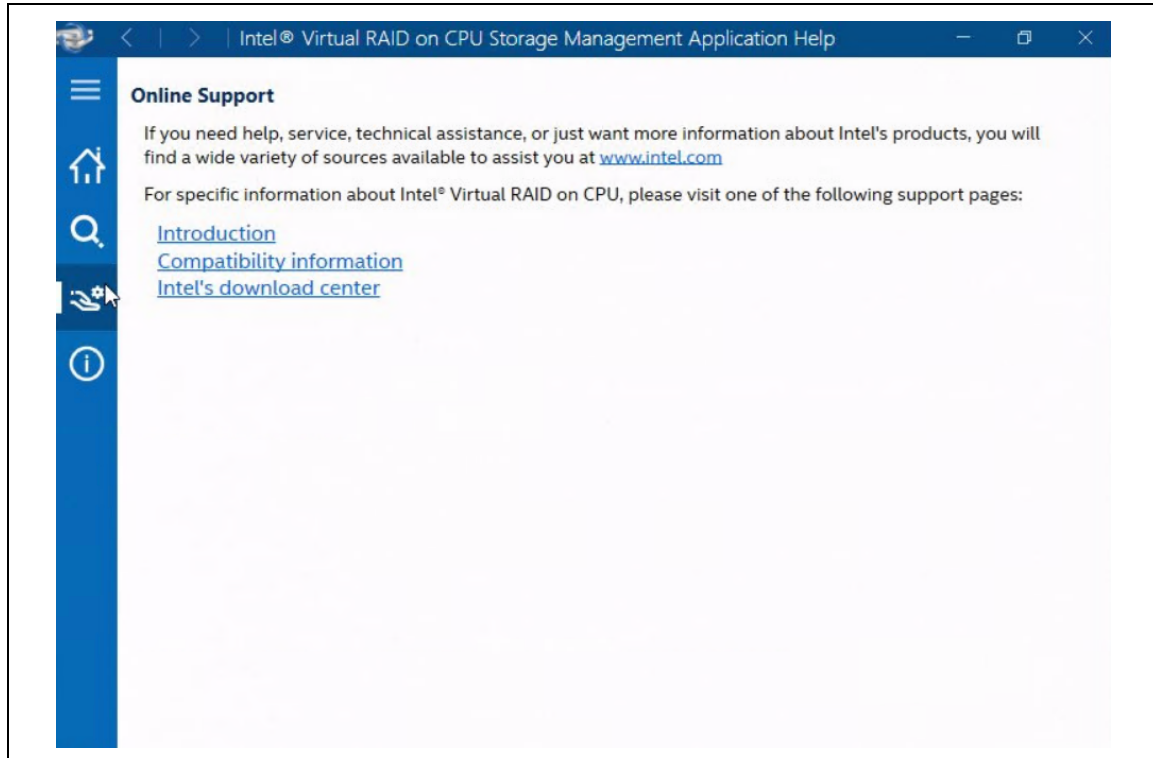 Intel® Virtual RAID on CPU Storage Management Application Help
Online Support
If you need help, service, technical assistance, or just want more information about Intel's products, you will
find a wide variety of sources available to assist you at www.intel.com
For specific information about Intel® Virtual RAID on CPU, please visit one of the following support pages:
Introduction
Compatibility information
Intel's download center